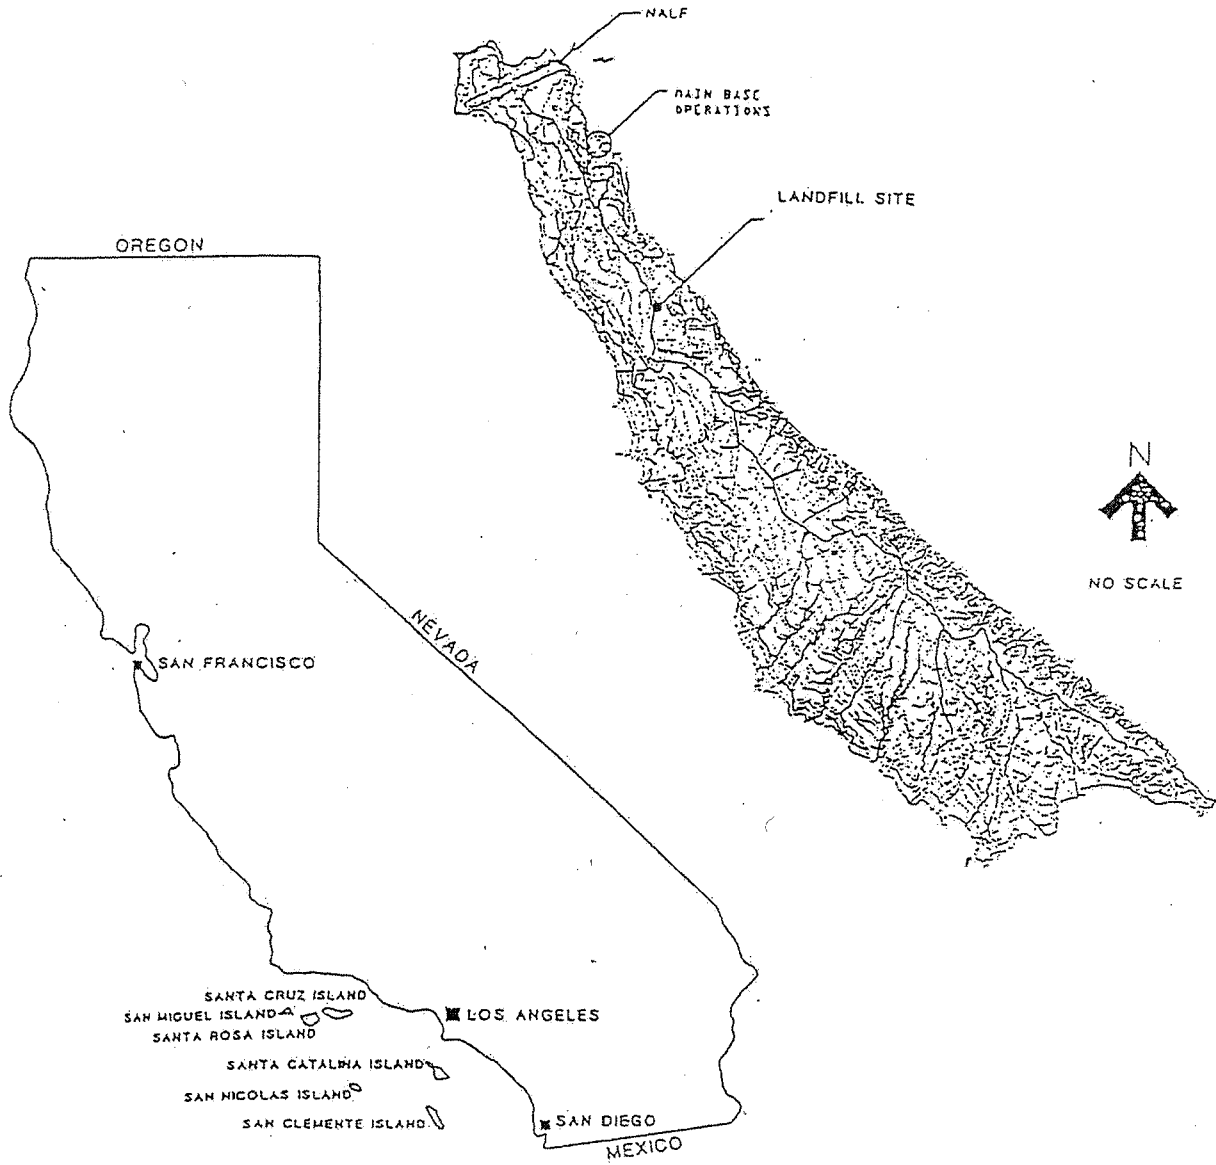 NALF
MAIN BASE
OPERATIONS
LANDFILL SITE
OREGON
N
NO SCALE
NEVADA
SAN FRANCISCO
SANTA CRUZ ISLAND
SAN MIGUEL ISLAND
LOS ANGELES
SANTA ROSA ISLAND
SANTA CATALINA ISLAND
SAN NICOLAS ISLAND
SAN CLEMENTE ISLAND
SAN DIEGO
MEXICO